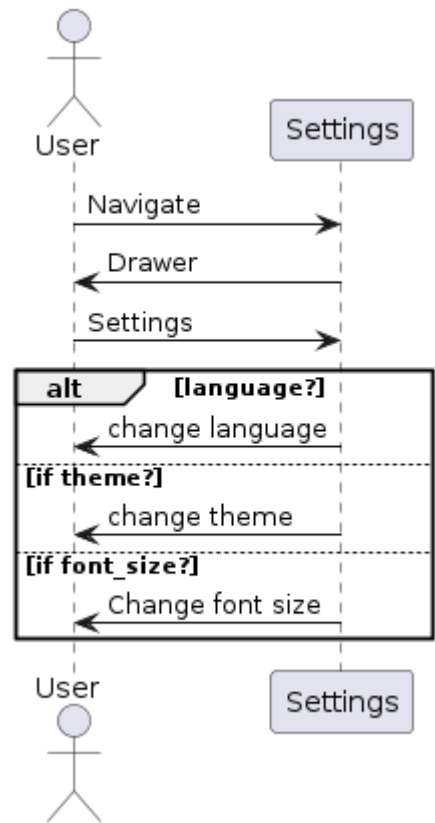 User
Settings
Navigate
Drawer
Settings
alt [language?]
change language
[if theme?]
change theme
[if font_size?]
Change font size
User
Settings